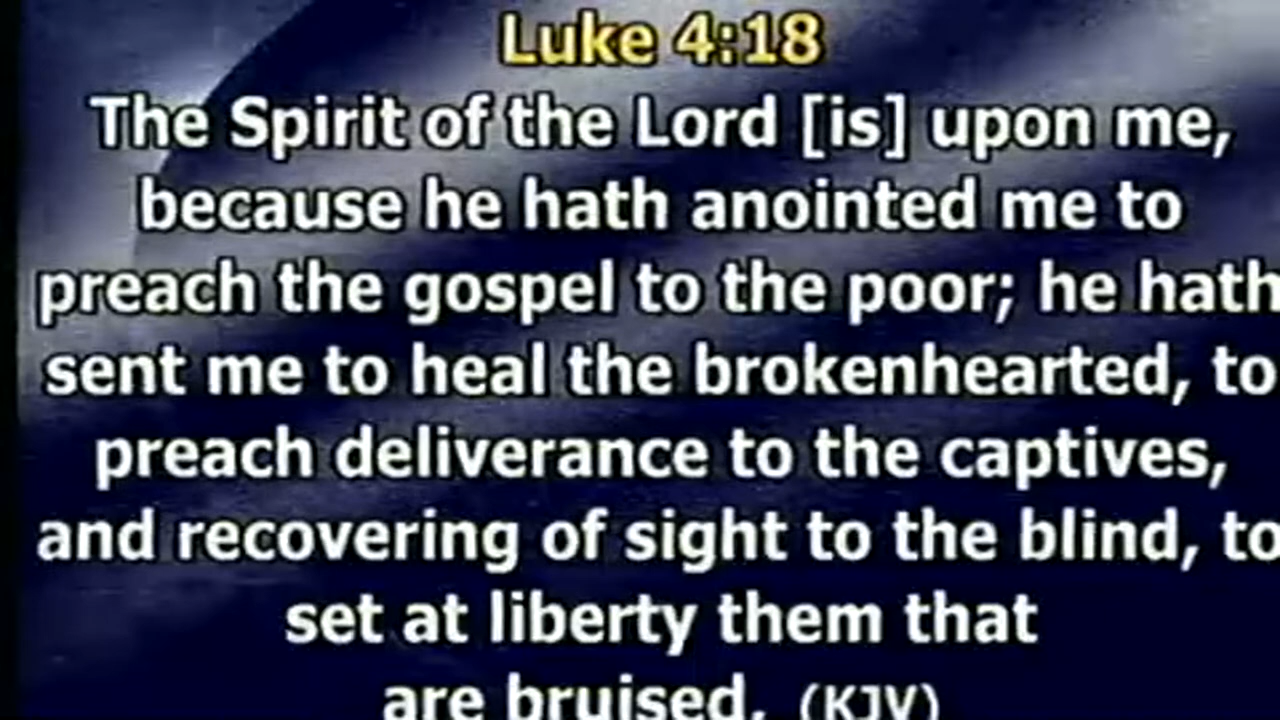 Luke 4:18
The Spirit of the Lord [is] upon me,
because he hath anointed me to
preach the gospel to the poor; he hath
sent me to heal the brokenhearted, to
preach deliverance to the captives,
and recovering of sight to the blind, to
set at liberty them that
are bruised. (KJV)